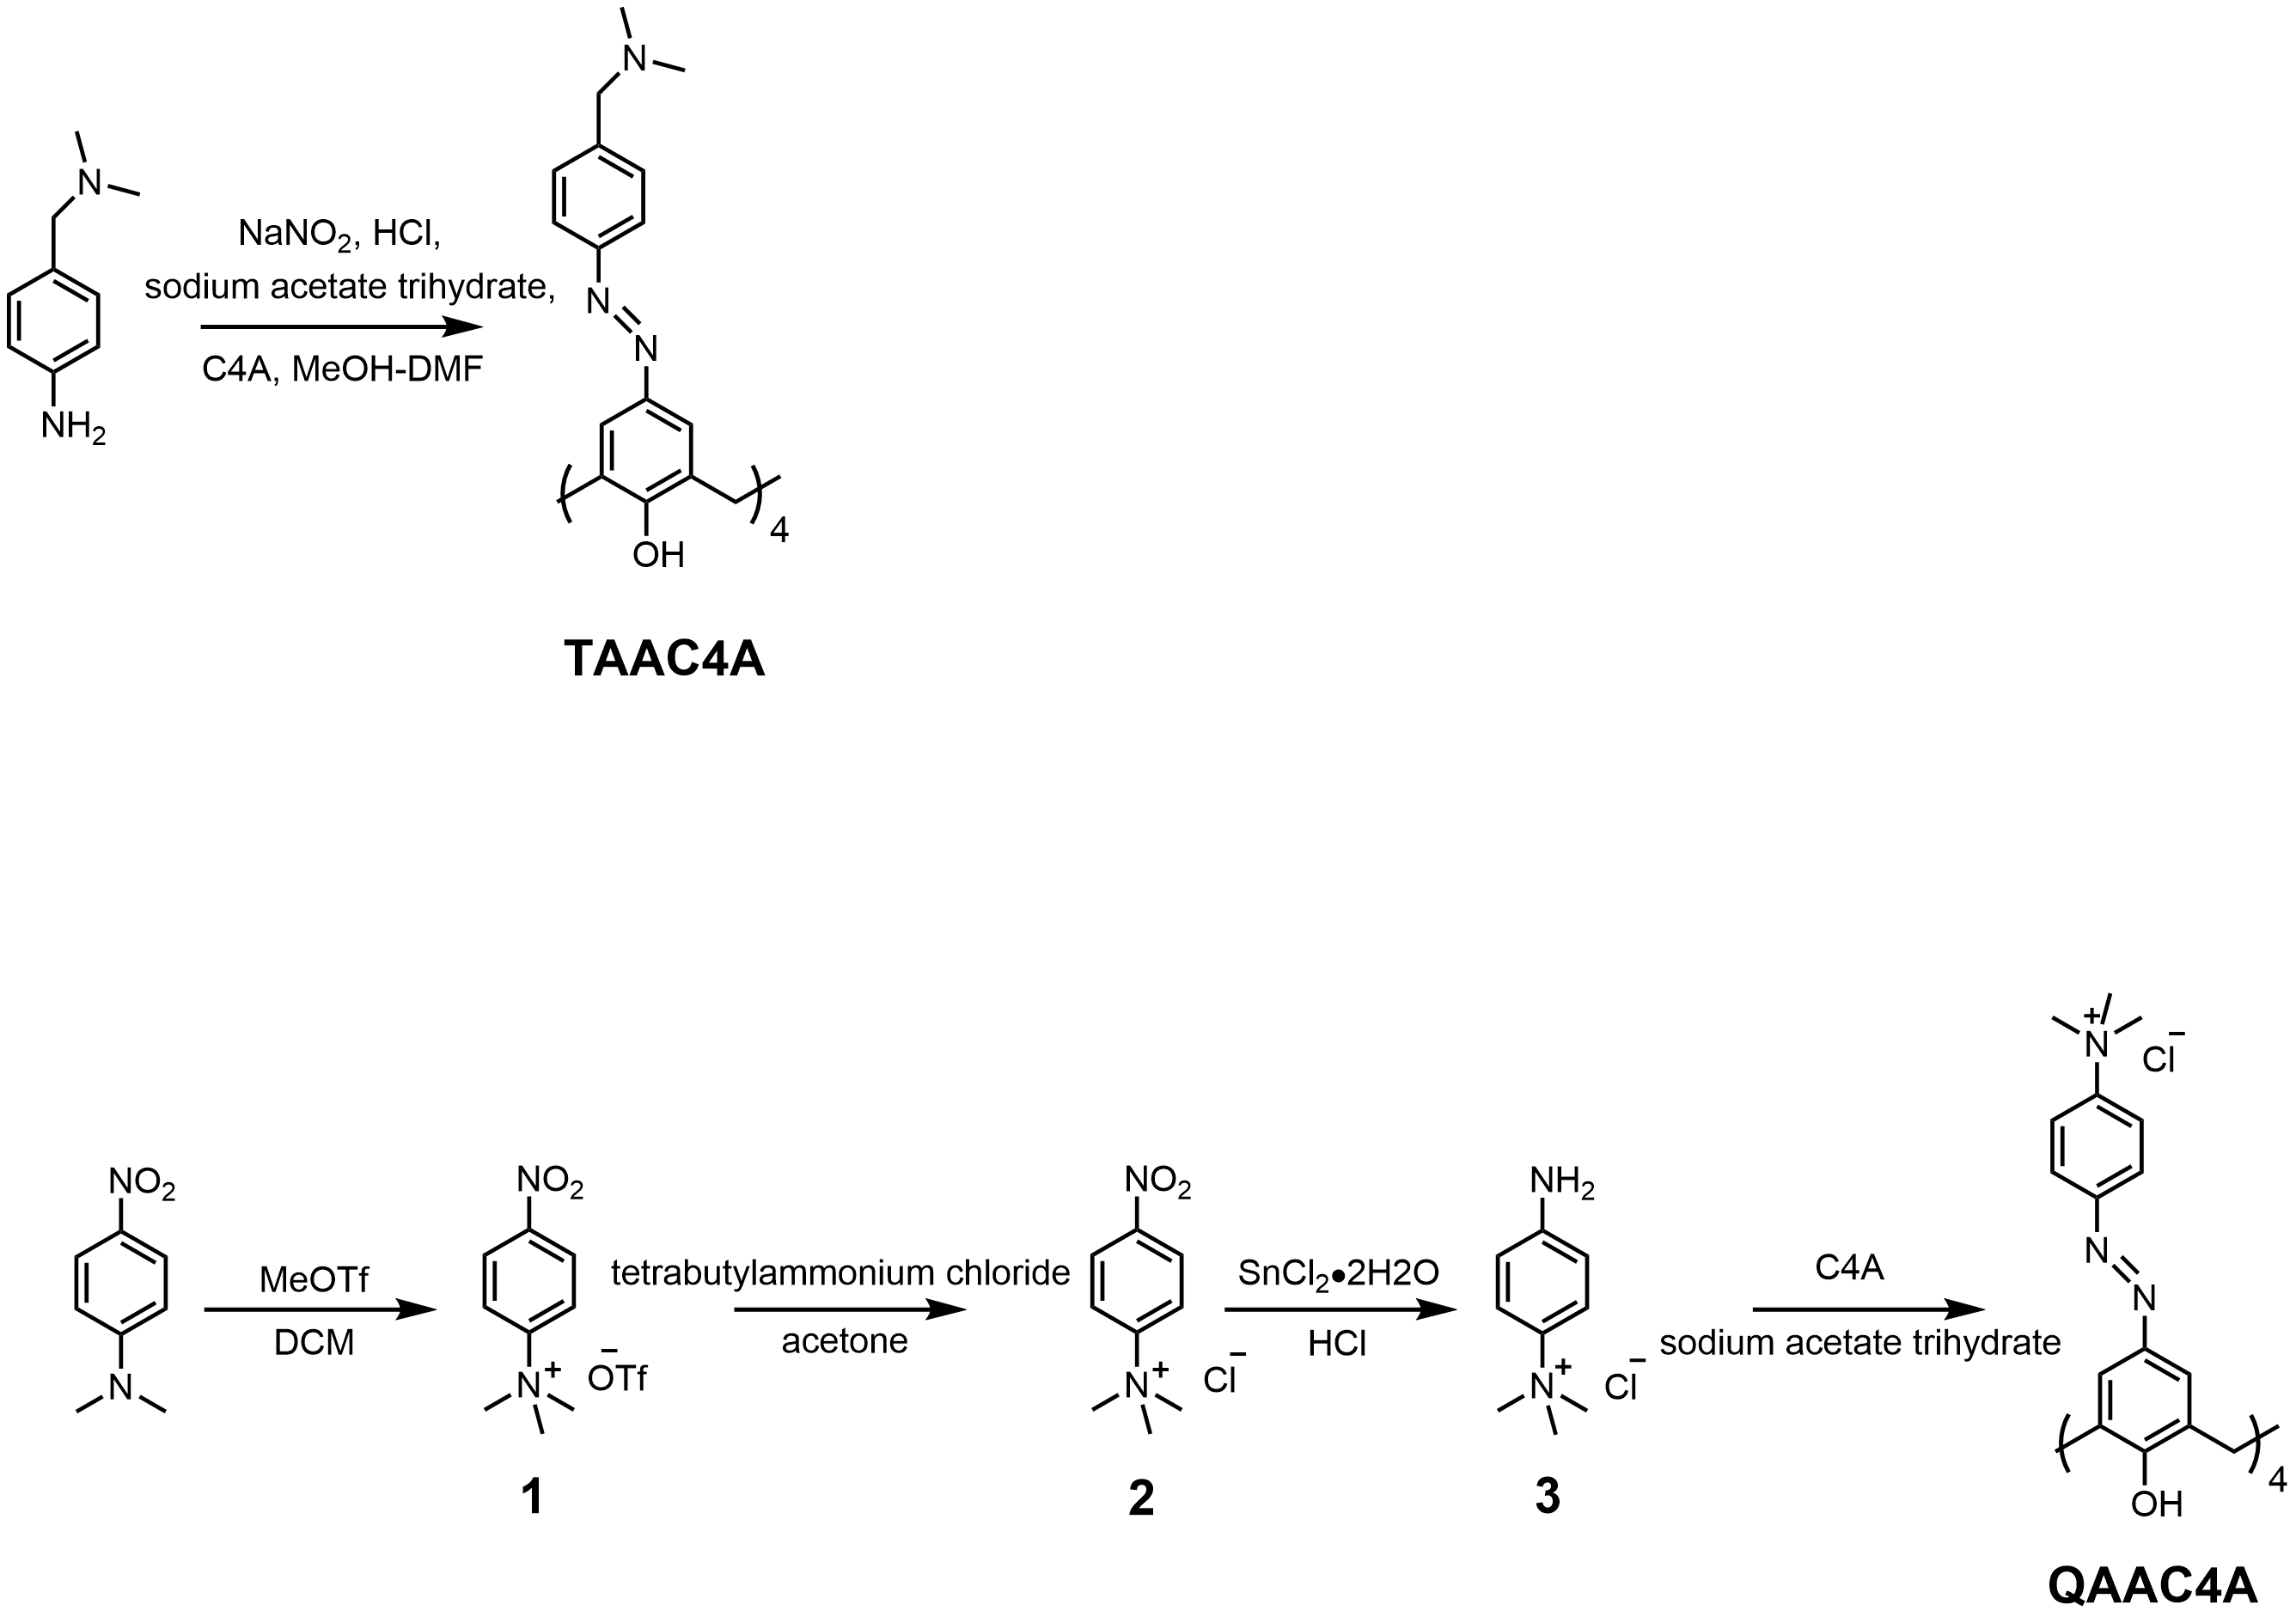 N
N
NaNO2, HCl,
sodium acetate trihydrate,
C4A, MeOH-DMF
NH2
N
N
OH
4
TAAC4A
NO2
N
MeOTf
DCM
NO2
N+
−OTf
1
tetrabutylammonium chloride
acetone
NO2
N+
Cl−
2
SnCl2•2H2O
HCl
NH2
N+
Cl−
3
C4A
sodium acetate trihydrate
N+
Cl−
N
N
OH
4
QAAC4A